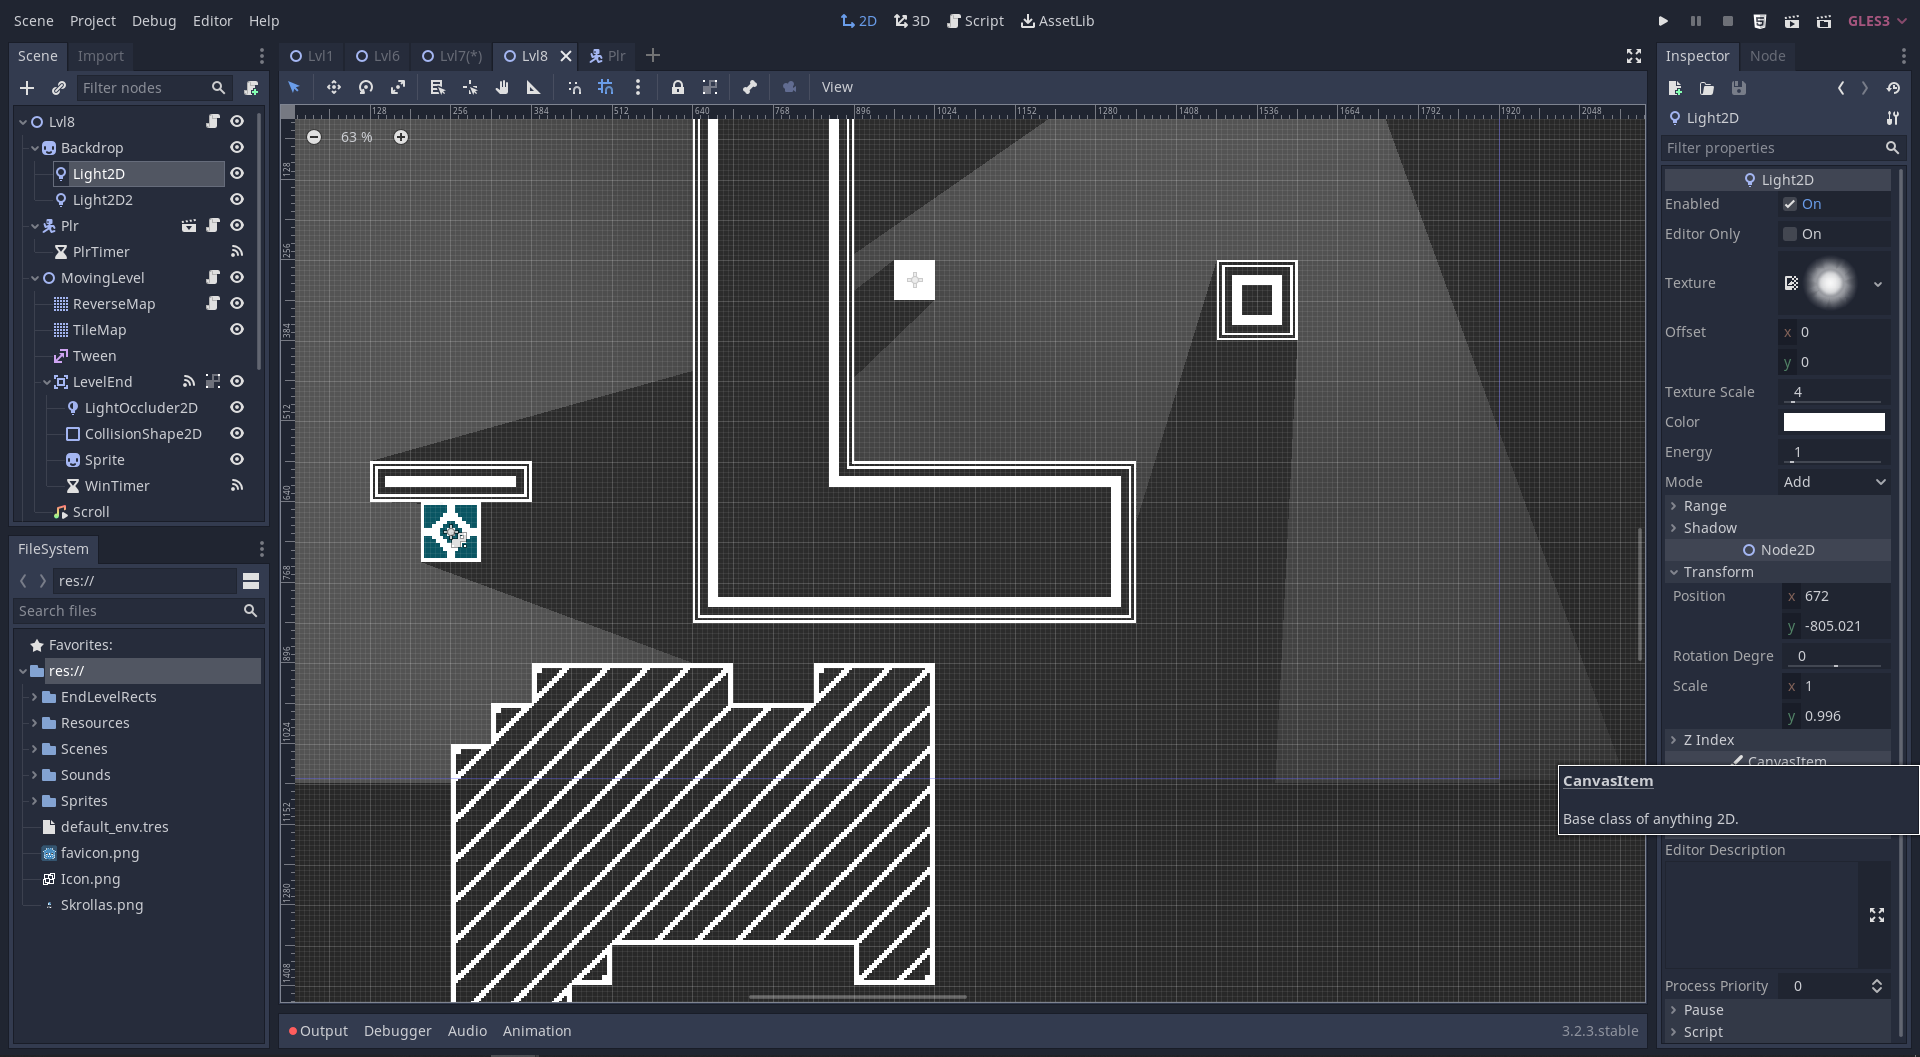 Scene Project Debug Editor Help
2D 3D Script AssetLib
GLES3
Scene Import
Filter nodes
Lvl8
Backdrop
Light2D
Light2D2
Plr
PlrTimer
MovingLevel
ReverseMap
TileMap
Tween
LevelEnd
LightOccluder2D
CollisionShape2D
Sprite
WinTimer
Scroll
FileSystem
res://
Search files
Favorites:
res://
EndLevelRects
Resources
Scenes
Sounds
Sprites
default_env.tres
favicon.png
Icon.png
Skrollas.png
Lvl1 Lvl6 Lvl7(*) Lvl8 Plr
View
128 256 384 512 640 768 896 1024 1152 1280 1408 1536 1664 1792 1920 2048
63 %
128
256
384
512
640
768
896
1024
1152
1280
1408
Output Debugger Audio Animation
3.2.3.stable
Inspector Node
Light2D
Filter properties
Light2D
Enabled On
Editor Only On
Texture
Offset x 0
y 0
Texture Scale 4
Color
Energy 1
Mode Add
Range
Shadow
Node2D
Transform
Position x 672
y -805.021
Rotation Degre 0
Scale x 1
y 0.996
Z Index
CanvasItem
CanvasItem
Base class of anything 2D.
Editor Description
Process Priority 0
Pause
Script